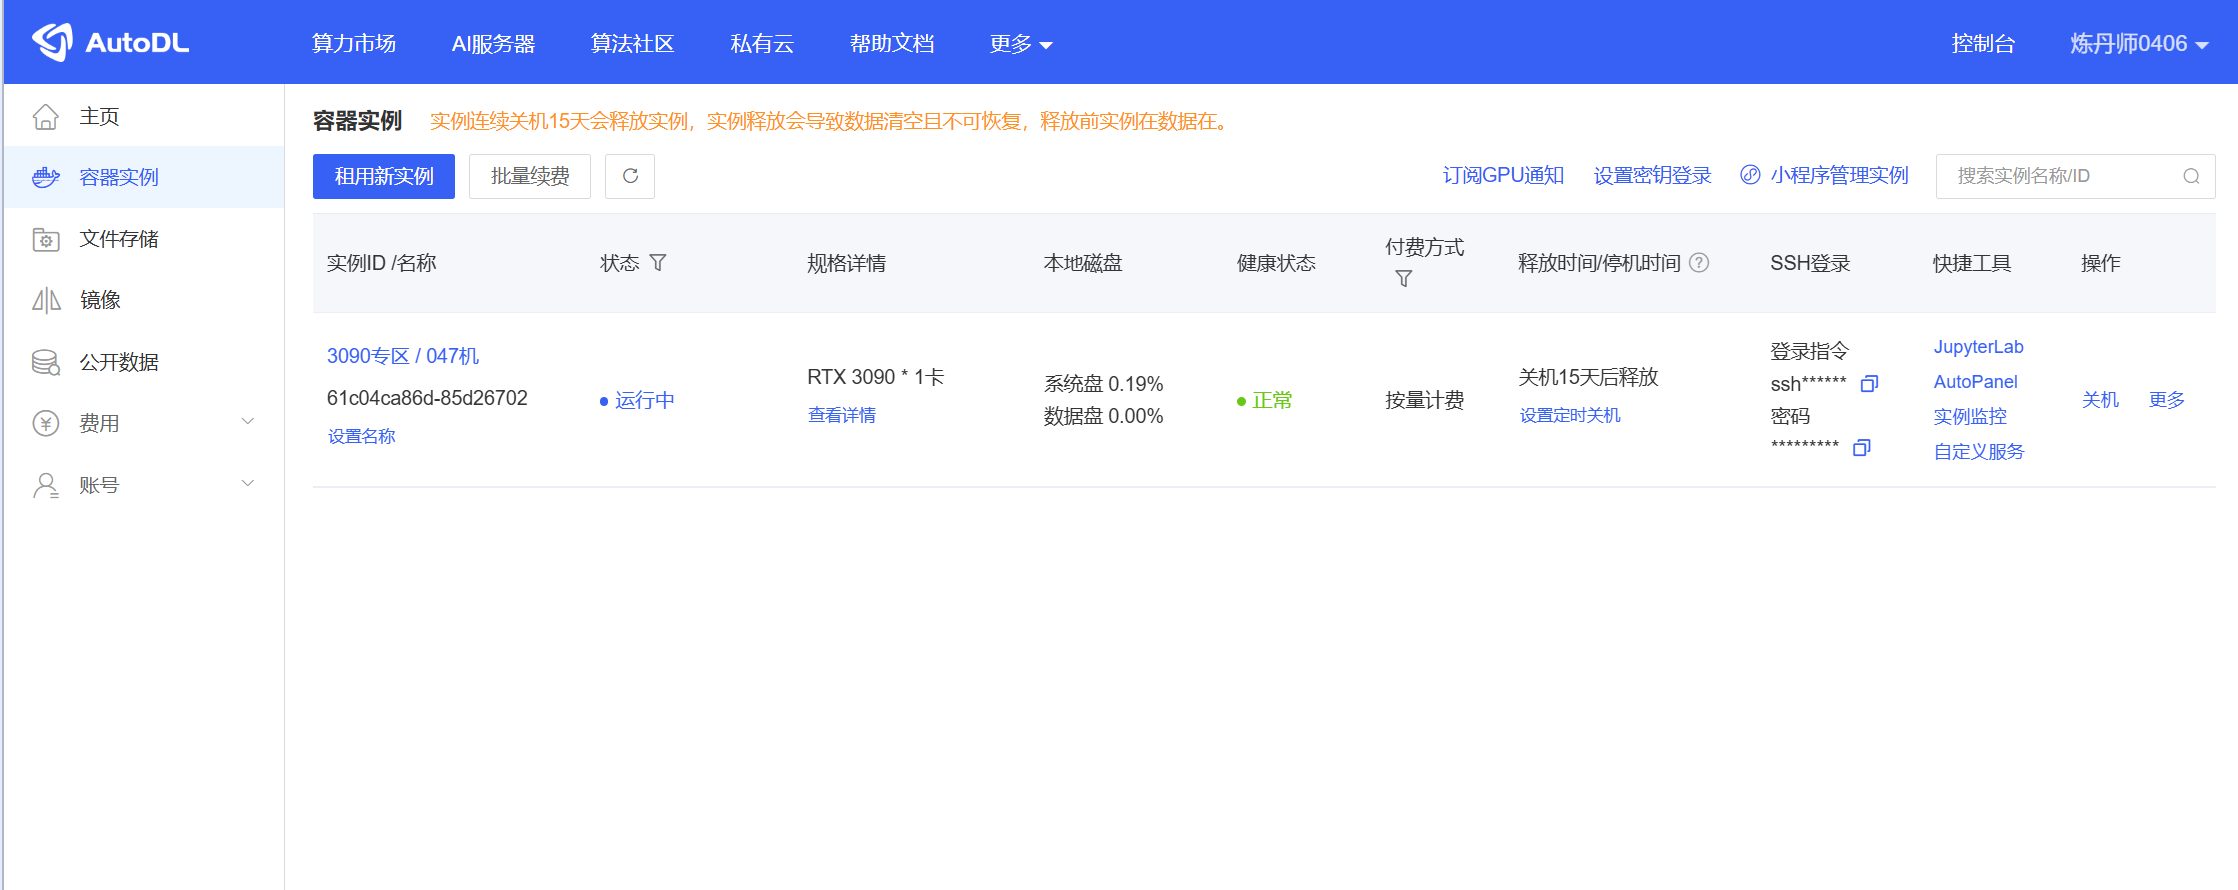 AutoDL 算力市场 AI服务器 算法社区 私有云 帮助文档 更多 控制台 炼丹师0406
主页
容器实例
文件存储
镜像
公开数据
费用
账号
容器实例 实例连续关机15天会释放实例，实例释放会导致数据清空且不可恢复，释放前实例在数据在。
租用新实例 批量续费 订阅GPU通知 设置密钥登录 小程序管理实例 搜索实例名称/ID
实例ID /名称 状态 规格详情 本地磁盘 健康状态 付费方式 释放时间/停机时间 SSH登录 快捷工具 操作
3090专区 / 047机
61c04ca86d-85d26702
设置名称
运行中
RTX 3090 * 1卡
查看详情
系统盘 0.19%
数据盘 0.00%
正常
按量计费
关机15天后释放
设置定时关机
登录指令
ssh******
密码
*********
JupyterLab
AutoPanel
实例监控
自定义服务
关机 更多